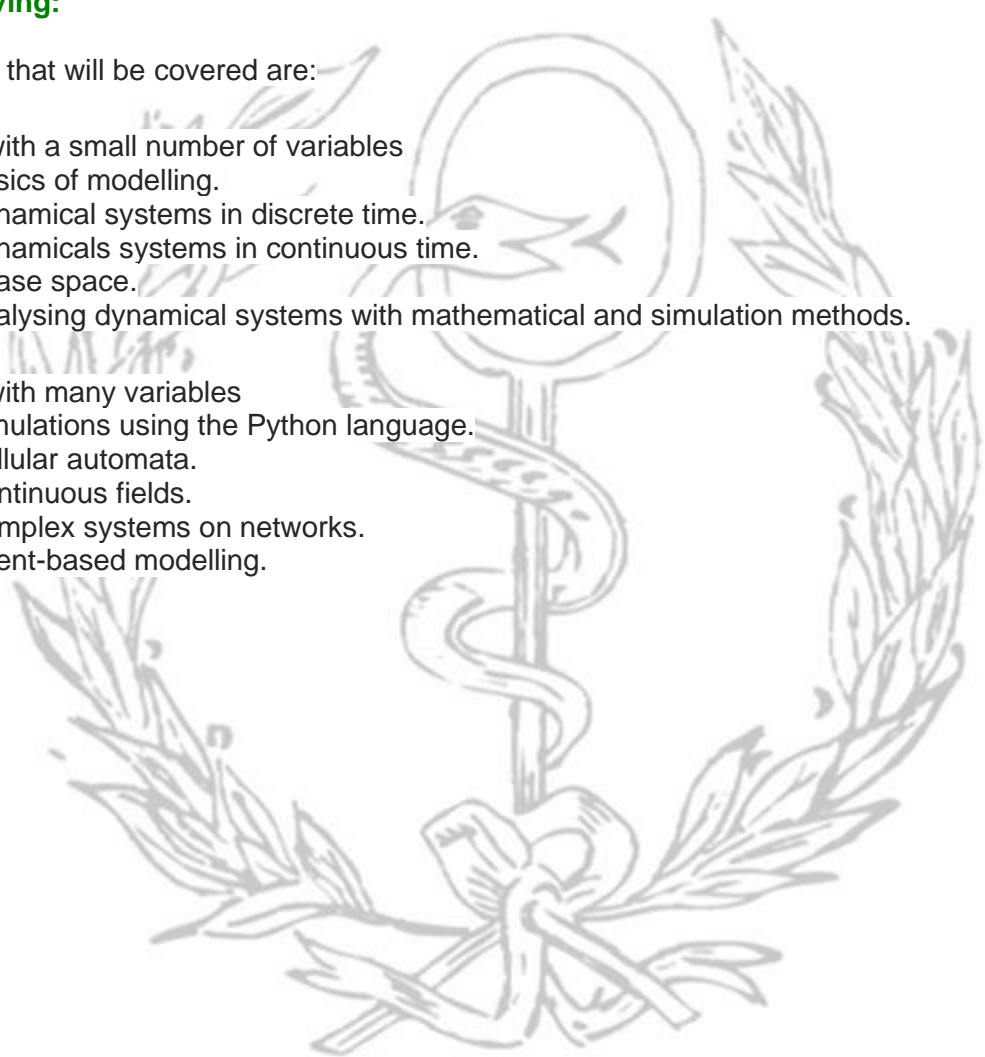 ving:
that will be covered are:
with a small number of variables
sics of modelling.
namical systems in discrete time.
namicals systems in continuous time.
ase space.
alysing dynamical systems with mathematical and simulation methods.
with many variables
mulations using the Python language.
llular automata.
ntinuous fields.
mplex systems on networks.
ent-based modelling.